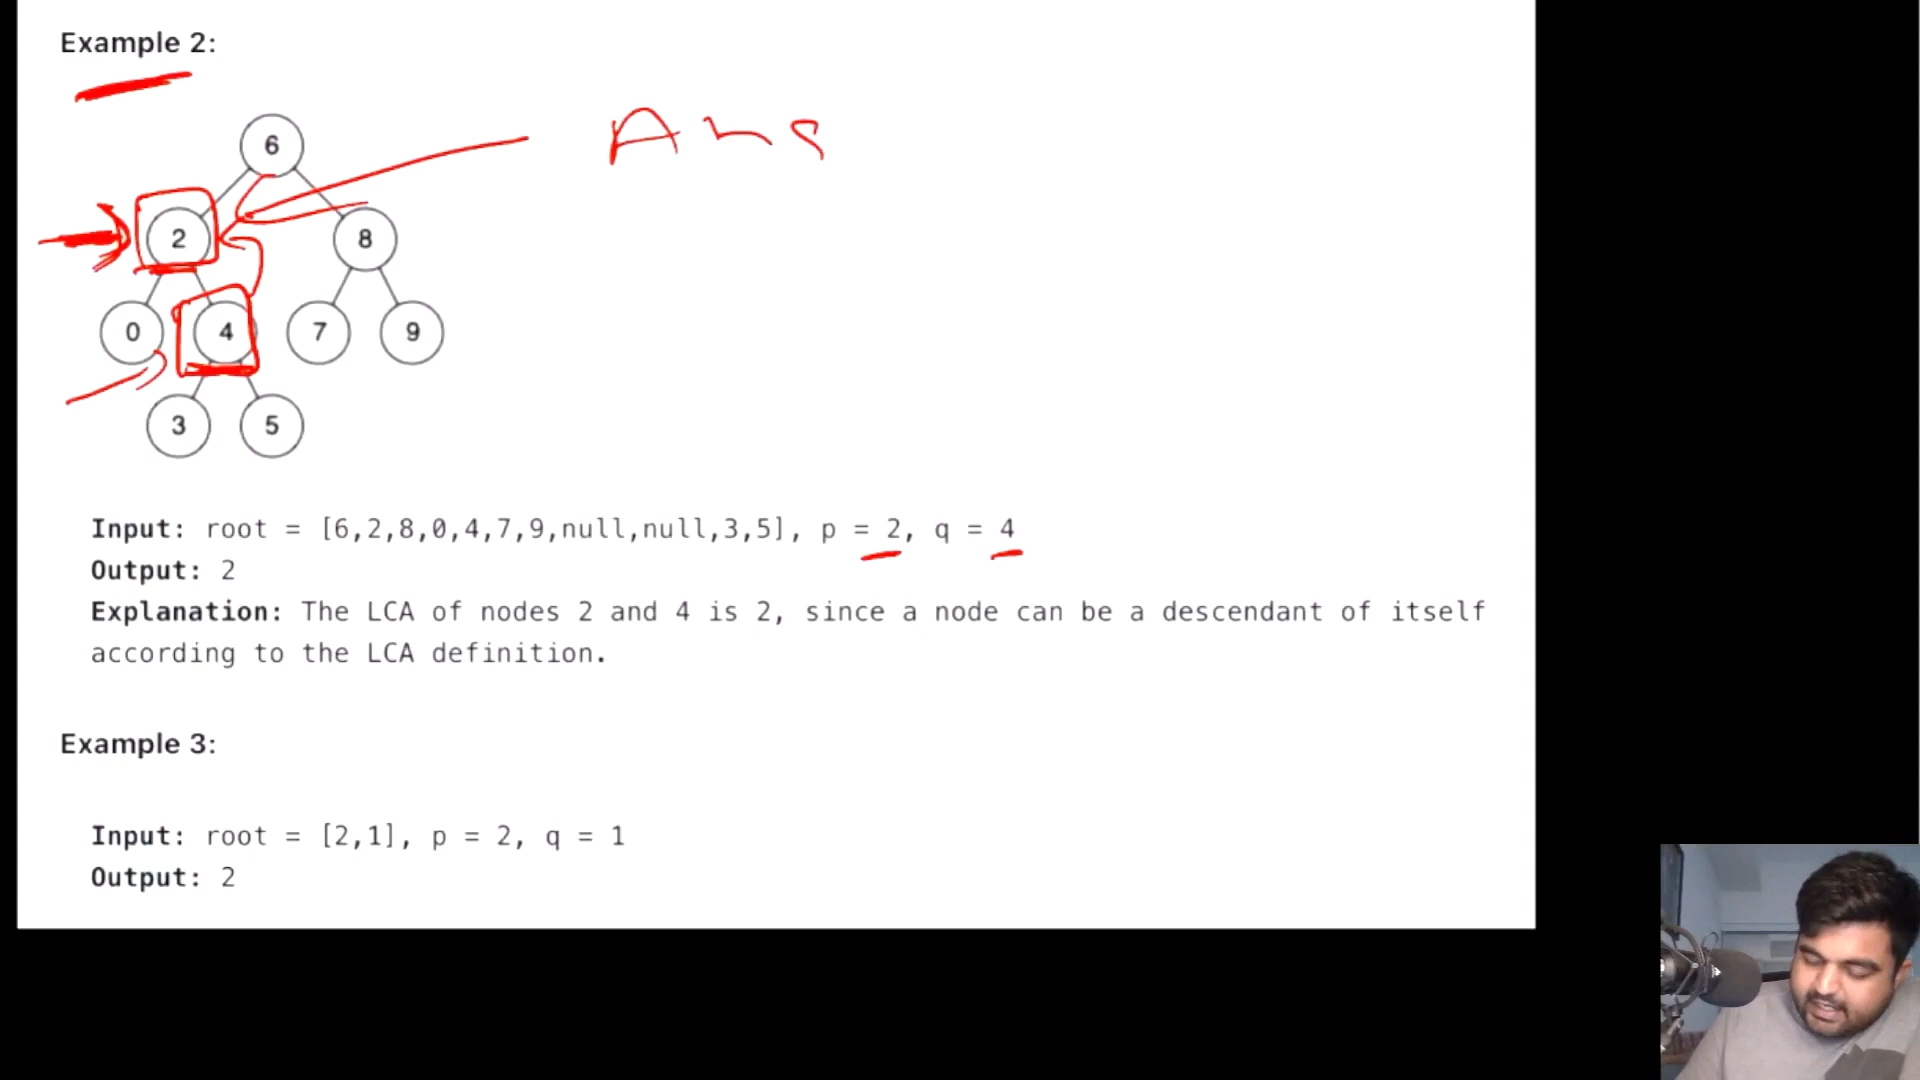 Example 2:
Ans
6
2
8
0
4
7
9
3
5
Input: root = [6,2,8,0,4,7,9,null,null,3,5], p = 2, q = 4
Output: 2
Explanation: The LCA of nodes 2 and 4 is 2, since a node can be a descendant of itself
according to the LCA definition.
Example 3:
Input: root = [2,1], p = 2, q = 1
Output: 2